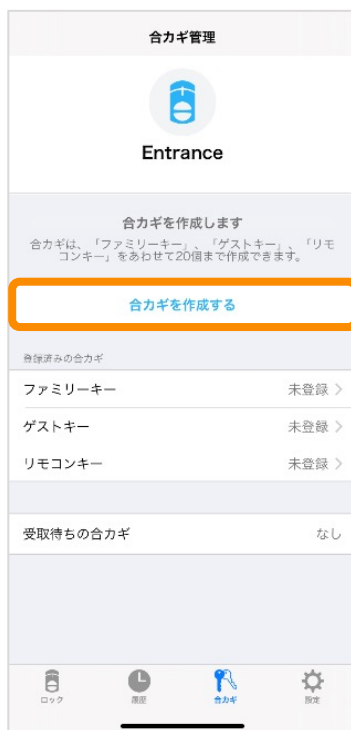 合カギ管理
Entrance
合カギを作成します
合カギは、「ファミリーキー」、「ゲストキー」、「リモ
コンキー」をあわせて20個まで作成できます。
合カギを作成する
登録済みの合カギ
ファミリーキー 未登録
ゲストキー 未登録
リモコンキー 未登録
受取待ちの合カギ なし
ロック 履歴 合カギ 設定